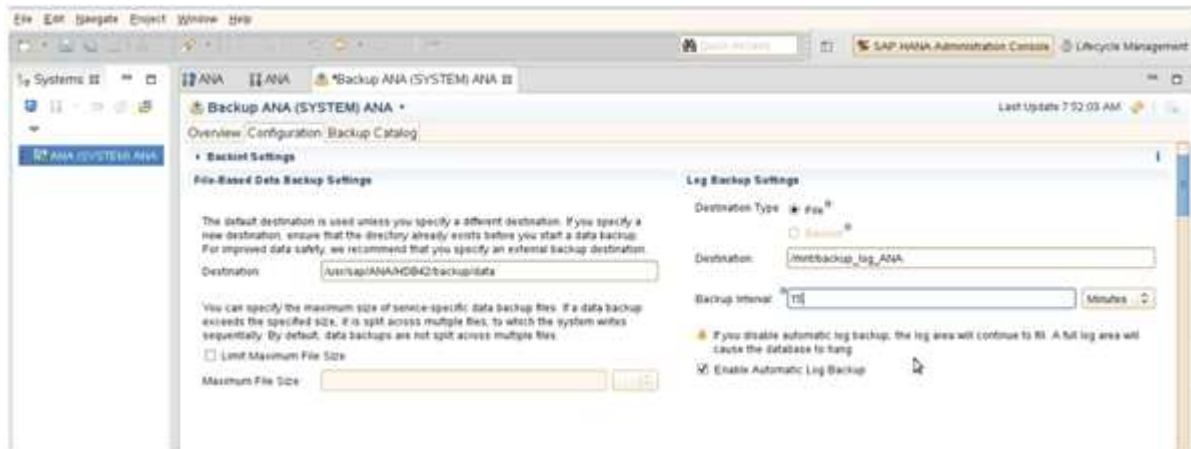 File Edit Navigate Project Window Help
Quick Access
SAP HANA Administration Console
Lifecycle Management
Systems
ANA
ANA
*Backup ANA (SYSTEM) ANA
Backup ANA (SYSTEM) ANA
Last Update 7:52:03 AM
Overview Configuration Backup Catalog
ANA (SYSTEM) ANA
Backint Settings
File-Based Data Backup Settings
The default destination is used unless you specify a different destination. If you specify a
new destination, ensure that the directory already exists before you start a data backup.
For improved data safety, we recommend that you specify an external backup destination.
Destination
/usr/sap/ANA/HDB42/backup/data
You can specify the maximum size of service-specific data backup files. If a data backup
exceeds the specified size, it is split across multiple files, to which the system writes
sequentially. By default, data backups are not split across multiple files.
Limit Maximum File Size
Maximum File Size
Log Backup Settings
Destination Type File
Backint
Destination
/mnt/backup_log_ANA
Backup Interval 15 Minutes
If you disable automatic log backup, the log area will continue to fill. A full log area will
cause the database to hang
Enable Automatic Log Backup